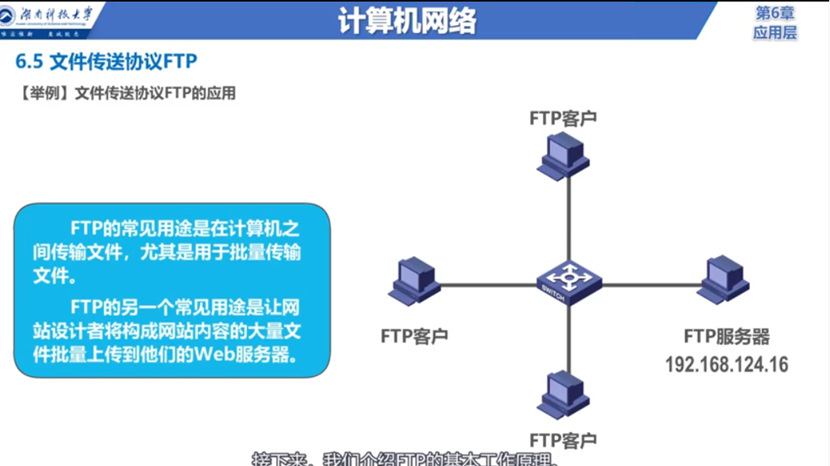 湖南科技大学
Hunan University of Science and Technology
计算机网络
第6章
应用层
6.5 文件传送协议FTP
【举例】文件传送协议FTP的应用
FTP客户
FTP的常见用途是在计算机之
间传输文件，尤其是用于批量传输
文件。
FTP的另一个常见用途是让网
站设计者将构成网站内容的大量文
件批量上传到他们的Web服务器。
SWITCH
FTP客户
FTP服务器
192.168.124.16
FTP客户
接下来，我们介绍FTP的基本工作原理。